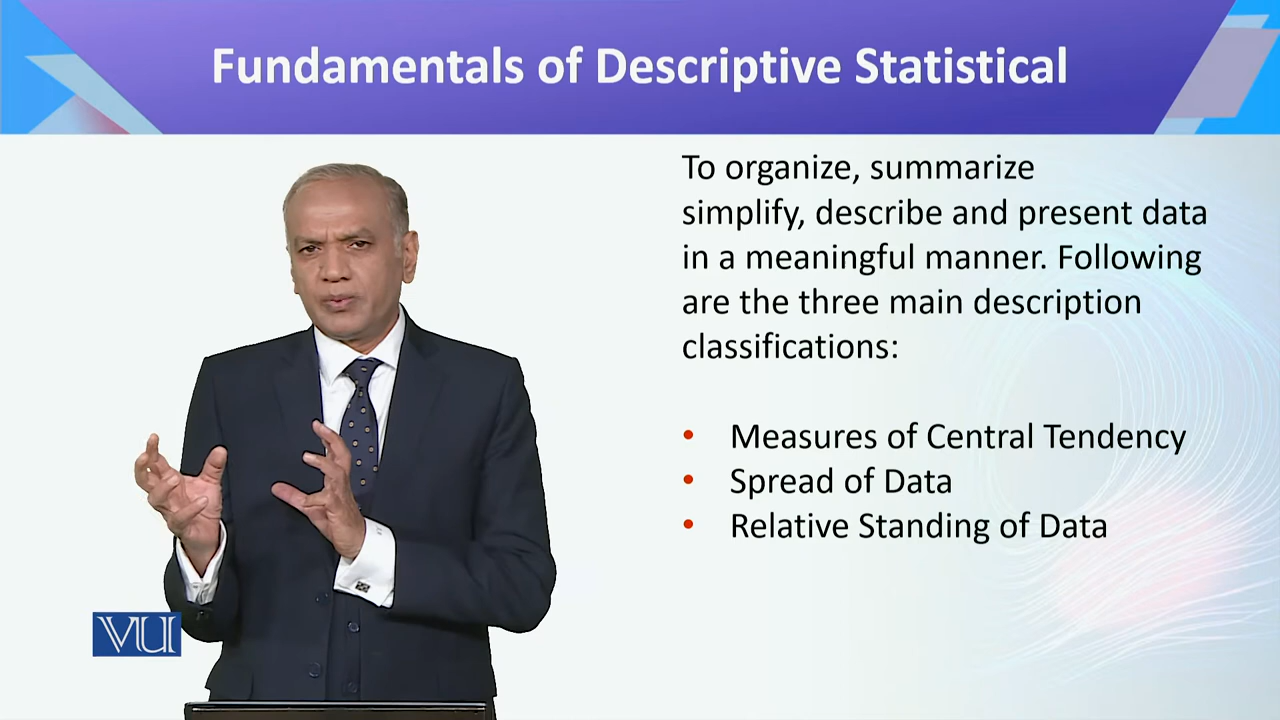 Fundamentals of Descriptive Statistical
To organize, summarize
simplify, describe and present data
in a meaningful manner. Following
are the three main description
classifications:
• Measures of Central Tendency
• Spread of Data
• Relative Standing of Data
VU